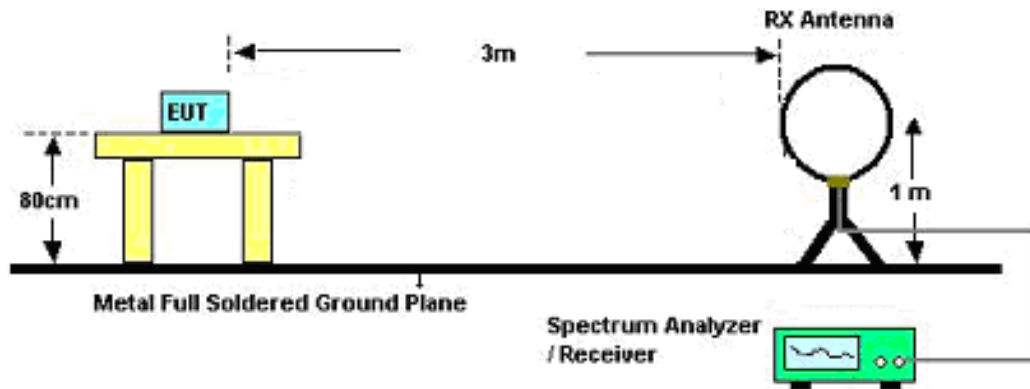 RX Antenna
3m
EUT
80cm
1 m
Metal Full Soldered Ground Plane
Spectrum Analyzer
/ Receiver